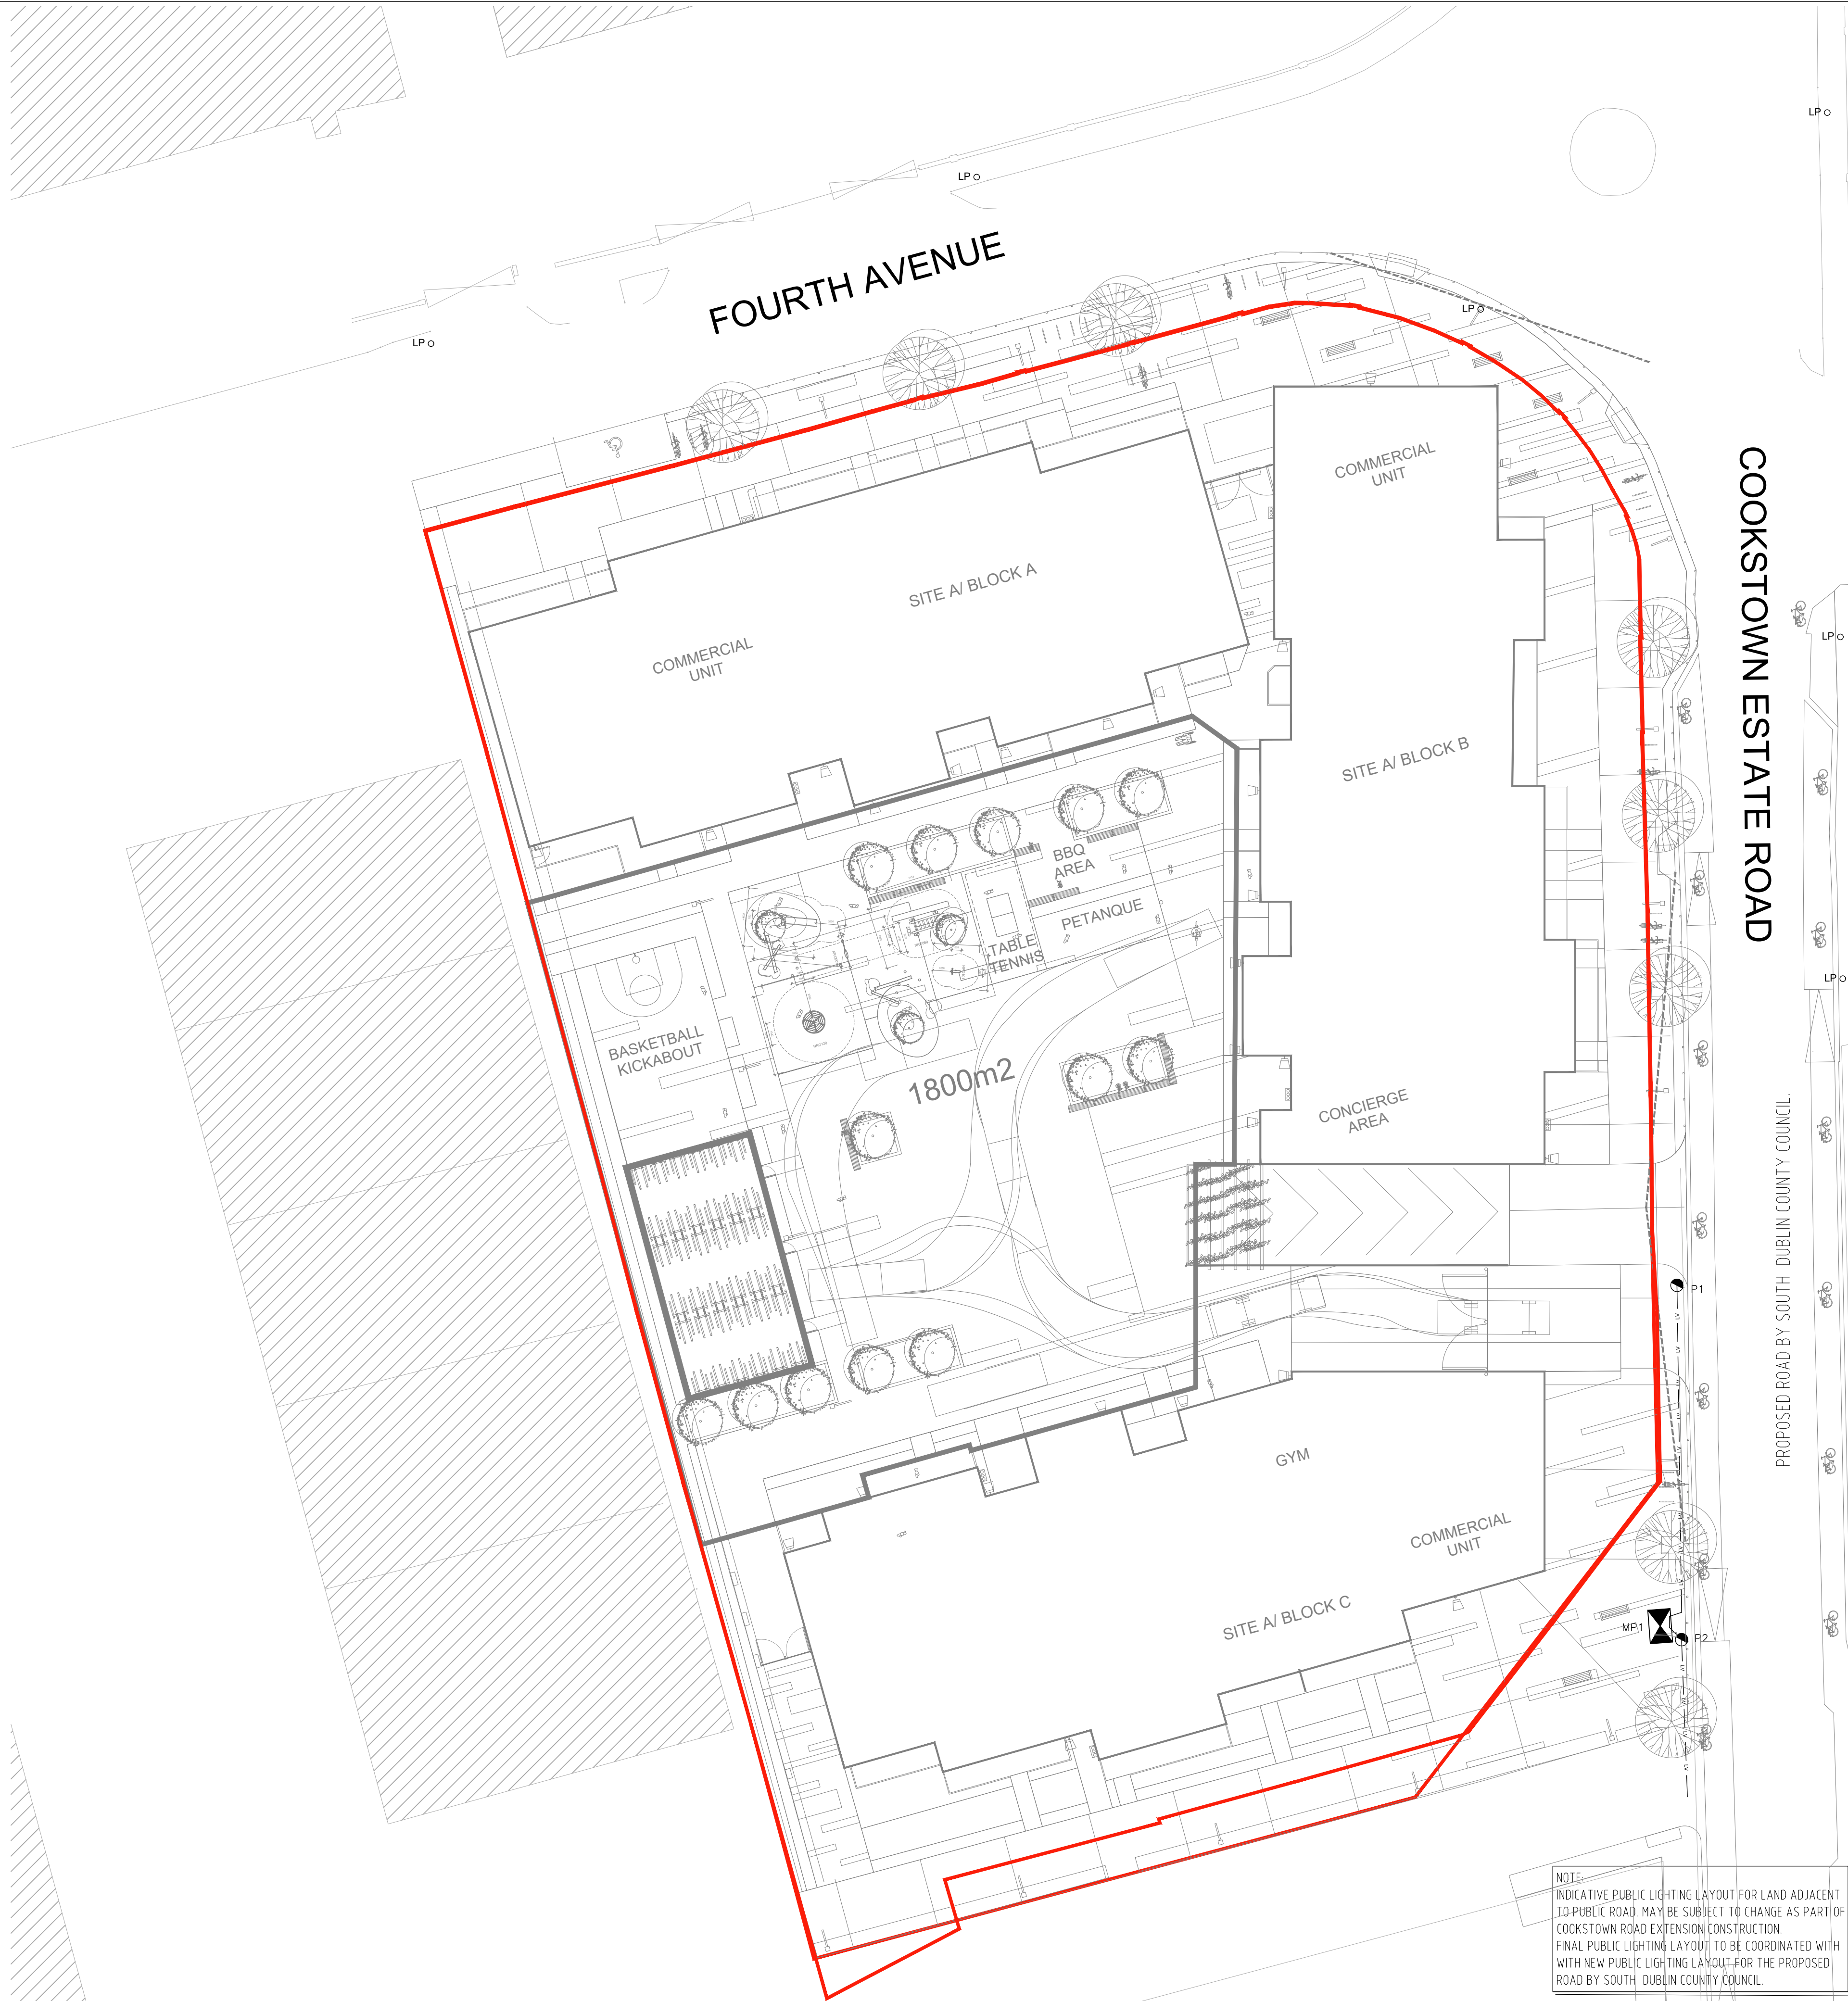 LP
LP
LP
FOURTH AVENUE
LP
COOKSTOWN ESTATE ROAD
COMMERCIAL
UNIT
SITE A/ BLOCK A
COMMERCIAL
UNIT
LP
SITE A/ BLOCK B
BBQ
AREA
PETANQUE
TABLE
TENNIS
LP
BASKETBALL
KICKABOUT
1800m2
CONCIERGE
AREA
PROPOSED ROAD BY SOUTH DUBLIN COUNTY COUNCIL.
P1
GYM
COMMERCIAL
UNIT
SITE A/ BLOCK C
MP1
P2
LV
LV
LV
LV
NOTE:
INDICATIVE PUBLIC LIGHTING LAYOUT FOR LAND ADJACENT
TO PUBLIC ROAD. MAY BE SUBJECT TO CHANGE AS PART OF
COOKSTOWN ROAD EXTENSION CONSTRUCTION.
FINAL PUBLIC LIGHTING LAYOUT TO BE COORDINATED WITH
WITH NEW PUBLIC LIGHTING LAYOUT FOR THE PROPOSED
ROAD BY SOUTH DUBLIN COUNTY COUNCIL.